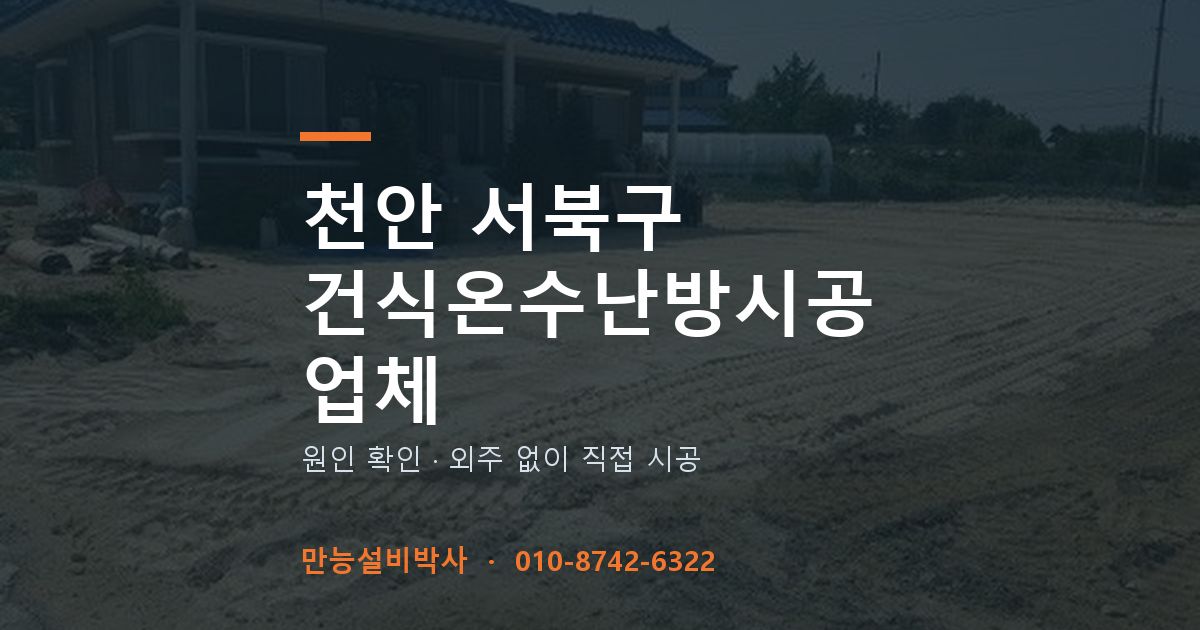 천안 서북구
건식온수난방시공
업체
원인 확인 · 외주 없이 직접 시공
만능설비박사 · 010-8742-6322